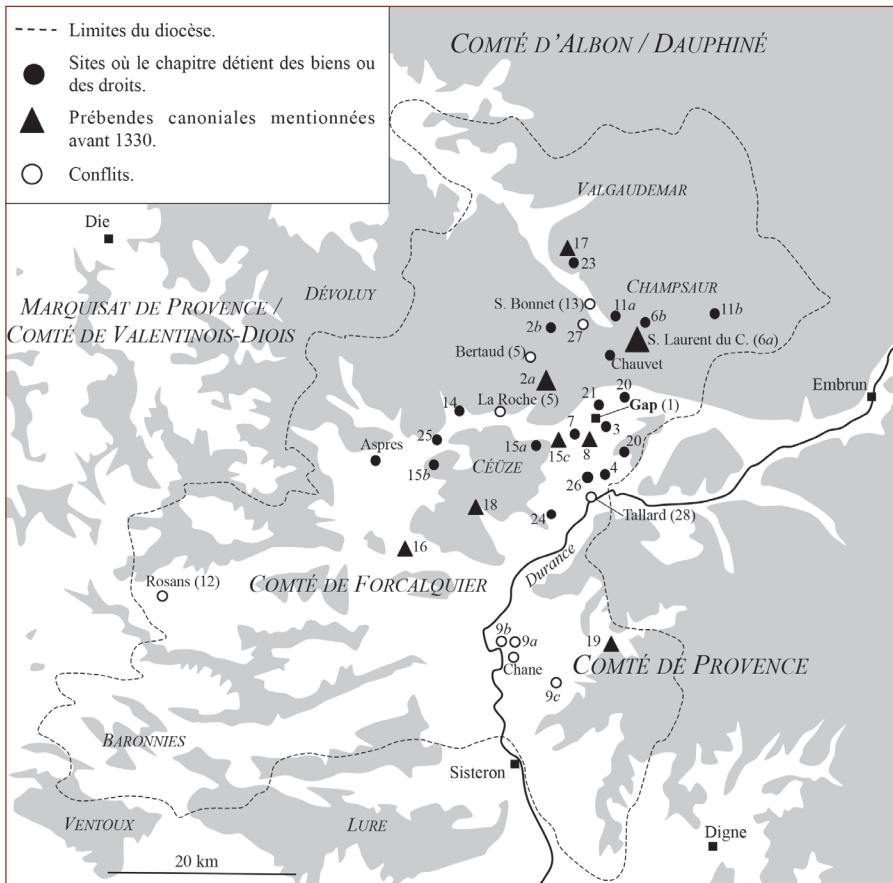 Limites du diocèse.
Sites où le chapitre détient des biens ou
des droits.
Prébendes canoniales mentionnées
avant 1330.
Conflits.
COMTÉ D'ALBON / DAUPHINÉ
VALGAUDEMAR
Die
17
23
DÉVOLUY
CHAMPSAUR
MARQUISAT DE PROVENCE /
COMTÉ DE VALENTINOIS-DIOIS
S. Bonnet (13)
11a
6b
11b
2b
27
S. Laurent du C. (6a)
Bertaud (5)
Chauvet
2a
Embrun
La Roche (5)
21
20
14
Gap (1)
7
3
25
15a
15c
8
20
Aspres
15b
CÉÜZE
26
4
18
24
Tallard (28)
16
Durance
Rosans (12)
COMTÉ DE FORCALQUIER
9b
9a
19
Chane
COMTÉ DE PROVENCE
9c
BARONNIES
Sisteron
VENTOUX
LURE
Digne
20 km